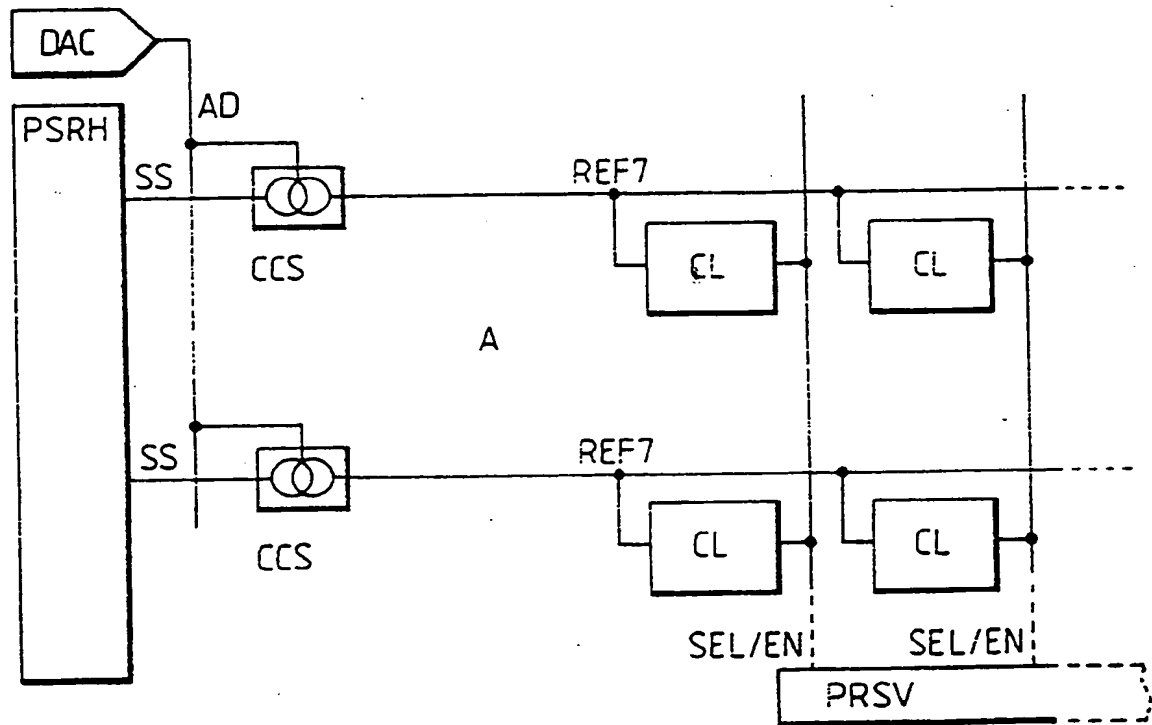 DAC
AD
PSRH
SS
REF7
CCS
CL
CL
A
SS
REF7
CCS
CL
CL
SEL/EN
SEL/EN
PRSV